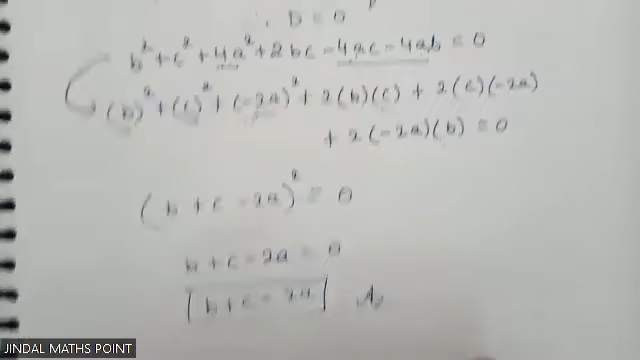 ∴ D = 0
b² + c² + 4a² + 2bc - 4ac - 4ab = 0
(b)² + (c)² + (-2a)² + 2(b)(c) + 2(c)(-2a)
+ 2(-2a)(b) = 0
(b + c - 2a)² = 0
b + c - 2a = 0
b + c = 2a
JINDAL MATHS POINT